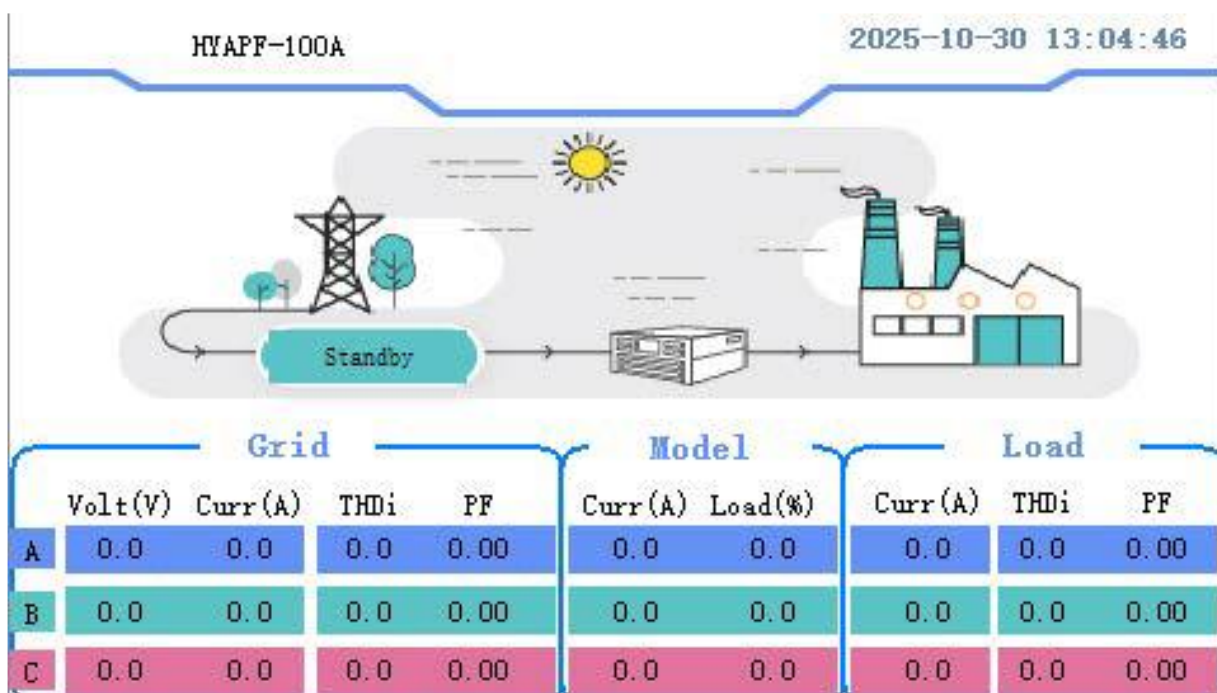 HYAPF-100A 2025-10-30 13:04:46
Standby
Grid Model Load
Volt(V) Curr(A) THDi PF Curr(A) Load(%) Curr(A) THDi PF
A 0.0 0.0 0.0 0.00 0.0 0.0 0.0 0.0 0.00
B 0.0 0.0 0.0 0.00 0.0 0.0 0.0 0.0 0.00
C 0.0 0.0 0.0 0.00 0.0 0.0 0.0 0.0 0.00